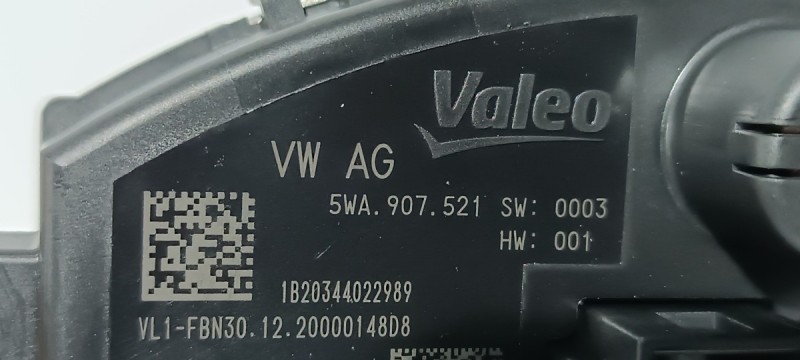 Valeo
VW AG
5WA.907.521 SW: 0003
HW: 001
1B20344022989
VL1-FBN30.12.20000148D8